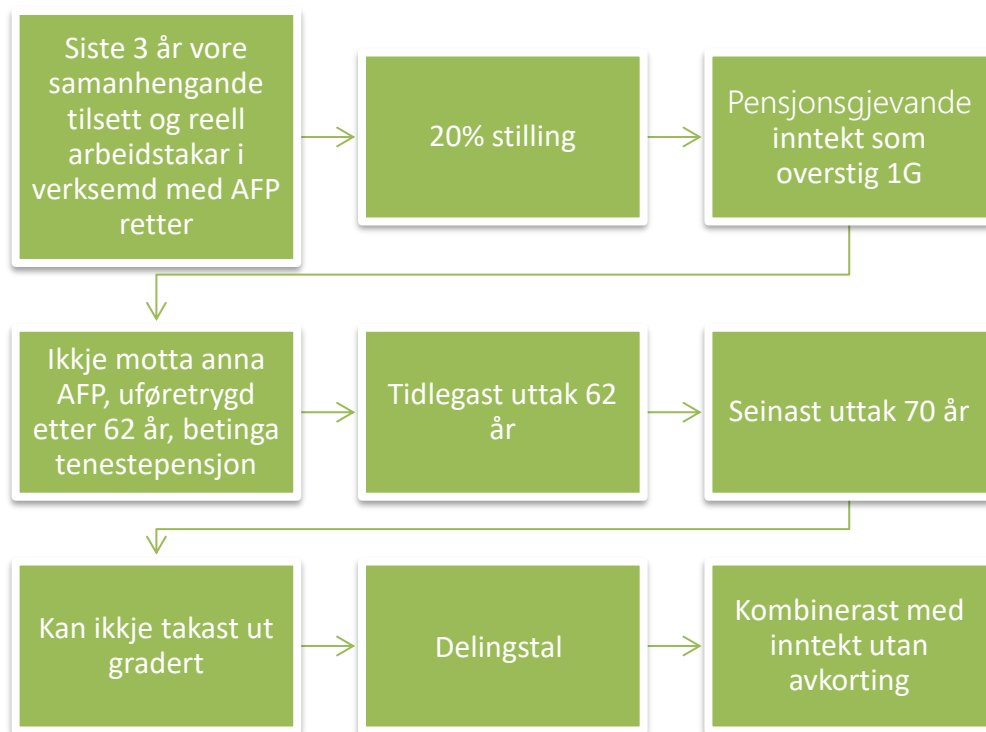 Siste 3 år vore
samanhengande
tilsett og reell
arbeidstakar i
verksemd med AFP
retter
20% stilling
Pensjonsgjevande
inntekt som
overstig 1G
Ikkje motta anna
AFP, uføretrygd
etter 62 år, betinga
tenestepensjon
Tidlegast uttak 62
år
Seinast uttak 70 år
Kan ikkje takast ut
gradert
Delingstal
Kombinerast med
inntekt utan
avkorting